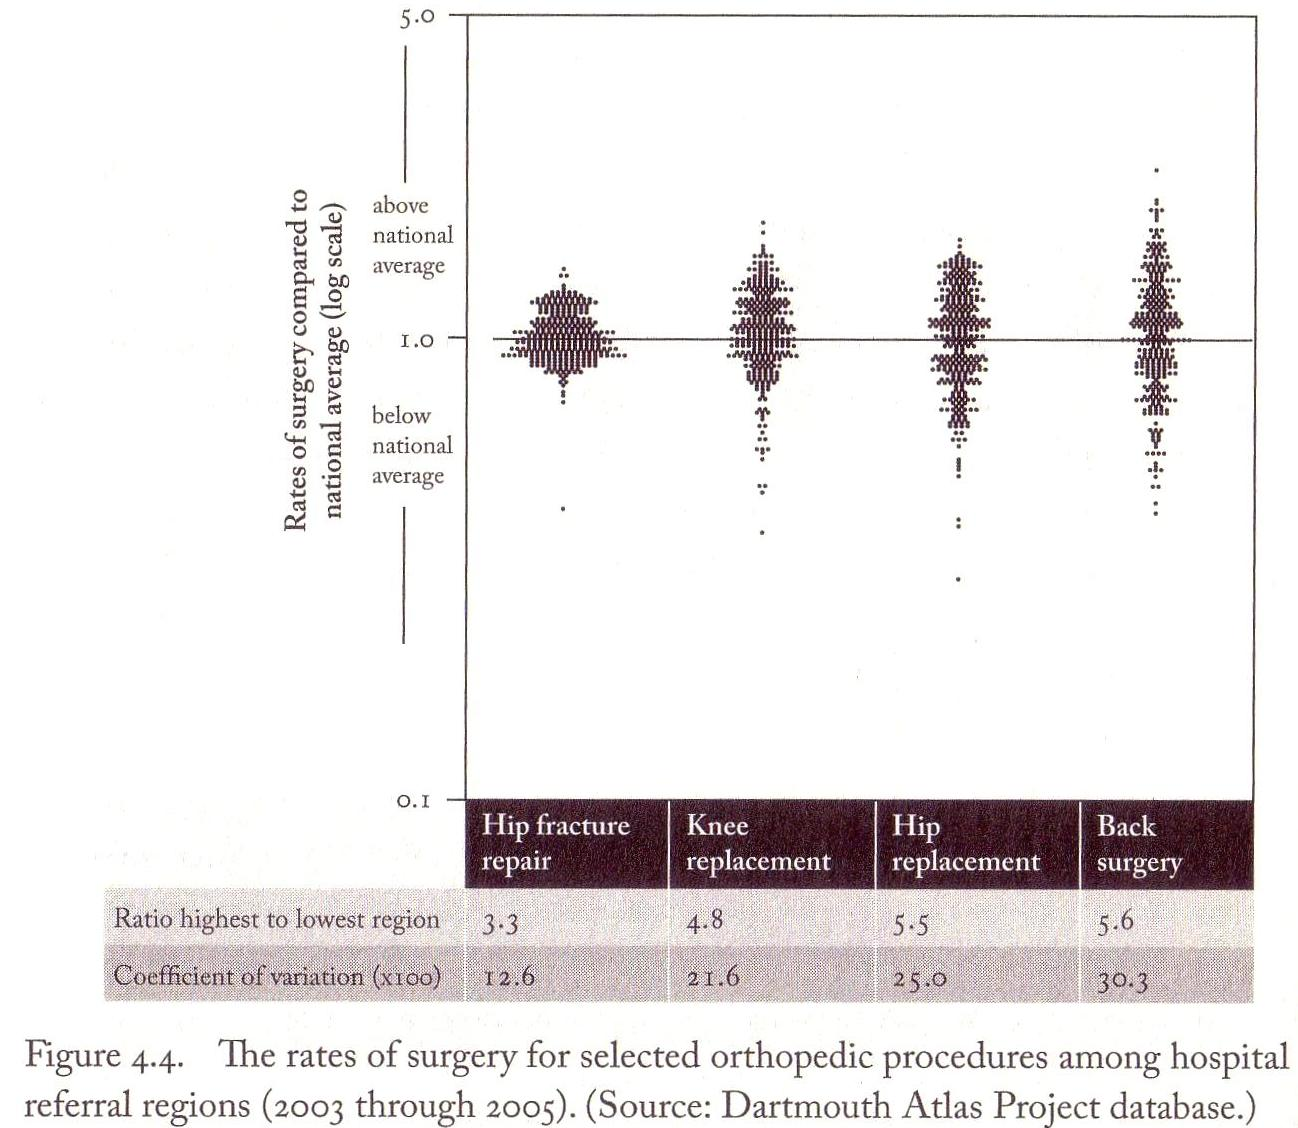 5.0
above
national
average
Rates of surgery compared to
national average (log scale)
1.0
below
national
average
0.1
Hip fracture
repair
Knee
replacement
Hip
replacement
Back
surgery
Ratio highest to lowest region 3.3 4.8 5.5 5.6
Coefficient of variation (x100) 12.6 21.6 25.0 30.3
Figure 4.4. The rates of surgery for selected orthopedic procedures among hospital
referral regions (2003 through 2005). (Source: Dartmouth Atlas Project database.)